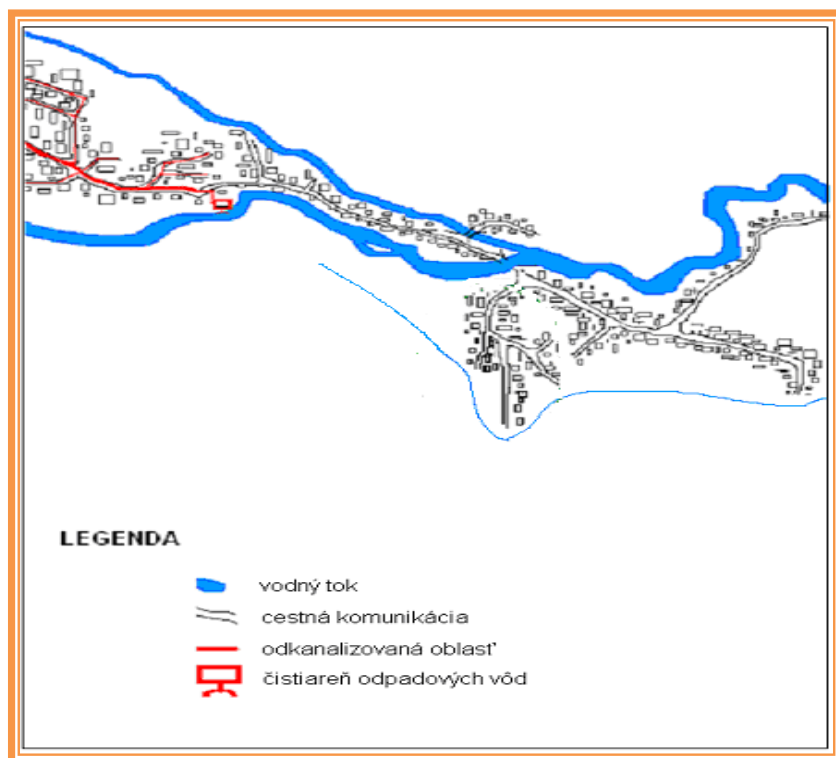 LEGENDA
vodný tok
cestná komunikácia
odkanalizovaná oblasť
čistiareň odpadových vôd